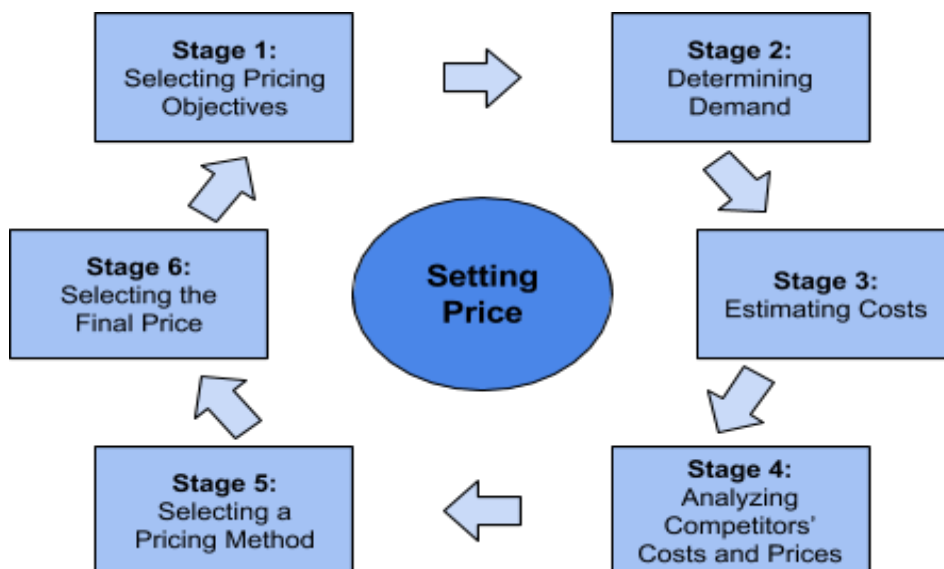 Stage 1:
Selecting Pricing
Objectives
Stage 2:
Determining
Demand
Stage 3:
Estimating Costs
Stage 4:
Analyzing
Competitors'
Costs and Prices
Stage 5:
Selecting a
Pricing Method
Stage 6:
Selecting the
Final Price
Setting
Price